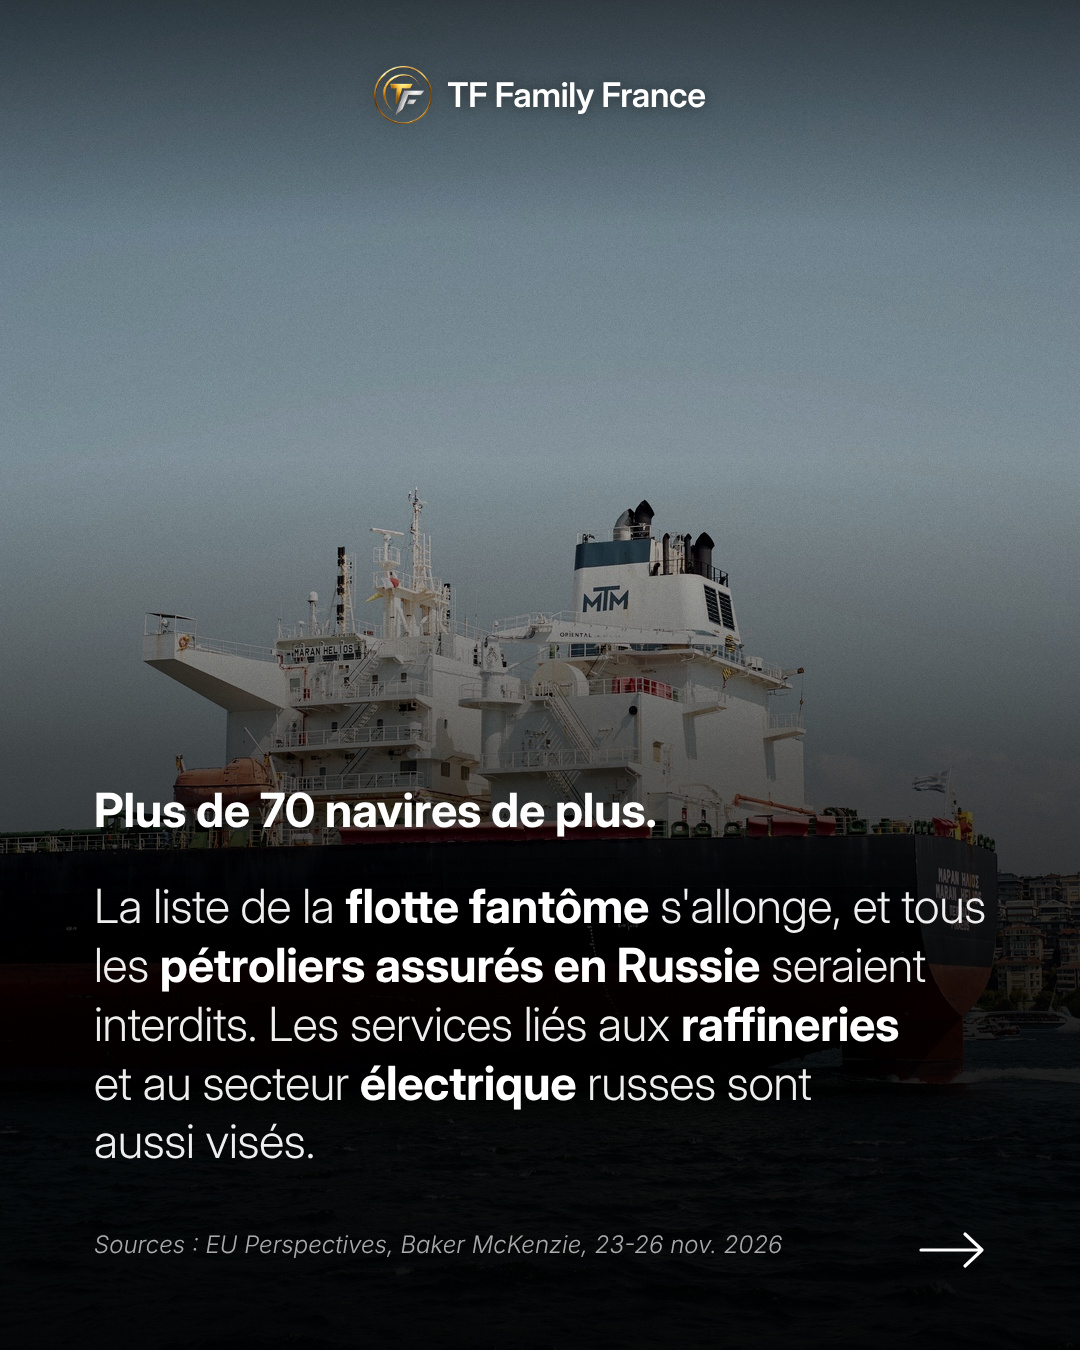 TF Family France
MTM
ORIENTAL
MARAN HELIOS
Plus de 70 navires de plus.
La liste de la flotte fantôme s'allonge, et tous
les pétroliers assurés en Russie seraient
interdits. Les services liés aux raffineries
et au secteur électrique russes sont
aussi visés.
Sources : EU Perspectives, Baker McKenzie, 23-26 nov. 2026